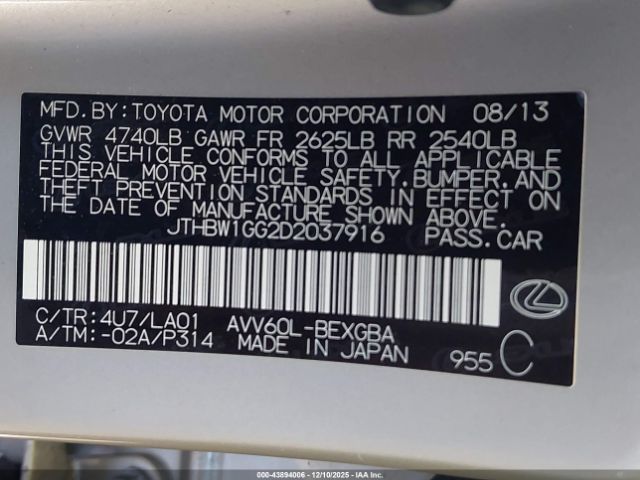 MFD.BY:TOYOTA MOTOR CORPORATION 08/13
GVWR 4740LB GAWR FR 2625LB RR 2540LB
THIS VEHICLE CONFORMS TO ALL APPLICABLE
FEDERAL MOTOR VEHICLE SAFETY.BUMPER.AND
THEFT PREVENTION STANDARDS IN EFFECT ON
THE DATE OF MANUFACTURE SHOWN ABOVE.
JTHBW1GG2D2037916 PASS.CAR
C/TR:4U7/LA01 AVV60L-BEXGBA
A/TM:-02A/P314 MADE IN JAPAN 955 C
500 - 43894006 - 12/10/2025 - IAA Inc.